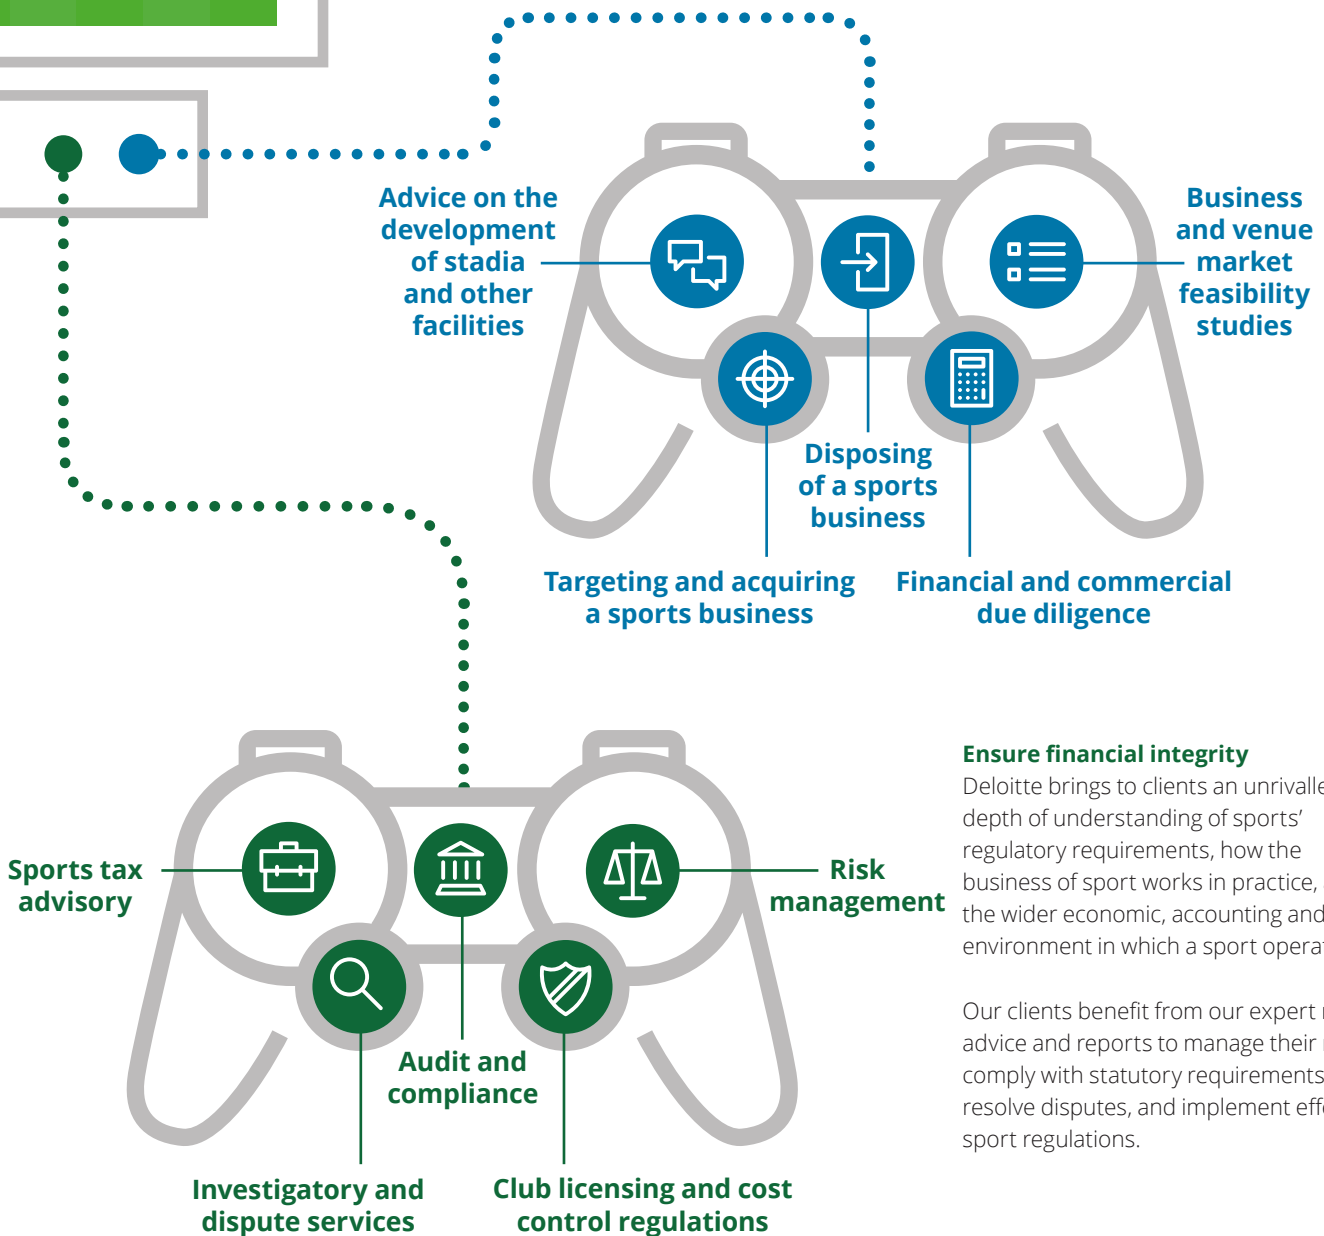 Advice on the
development
of stadia
and other
facilities
Business
and venue
market
feasibility
studies
Disposing
of a sports
business
Targeting and acquiring
a sports business
Financial and commercial
due diligence
Sports tax
advisory
Risk
management
Audit and
compliance
Investigatory and
dispute services
Club licensing and cost
control regulations
Ensure financial integrity
Deloitte brings to clients an
depth of understanding of sports’
regulatory requirements, how the
business of sport works in practice,
the wider economic, accounting and
environment in which a sport
Our clients benefit from our expert
advice and reports to manage their
comply with statutory requirements
resolve disputes, and implement
sport regulations.